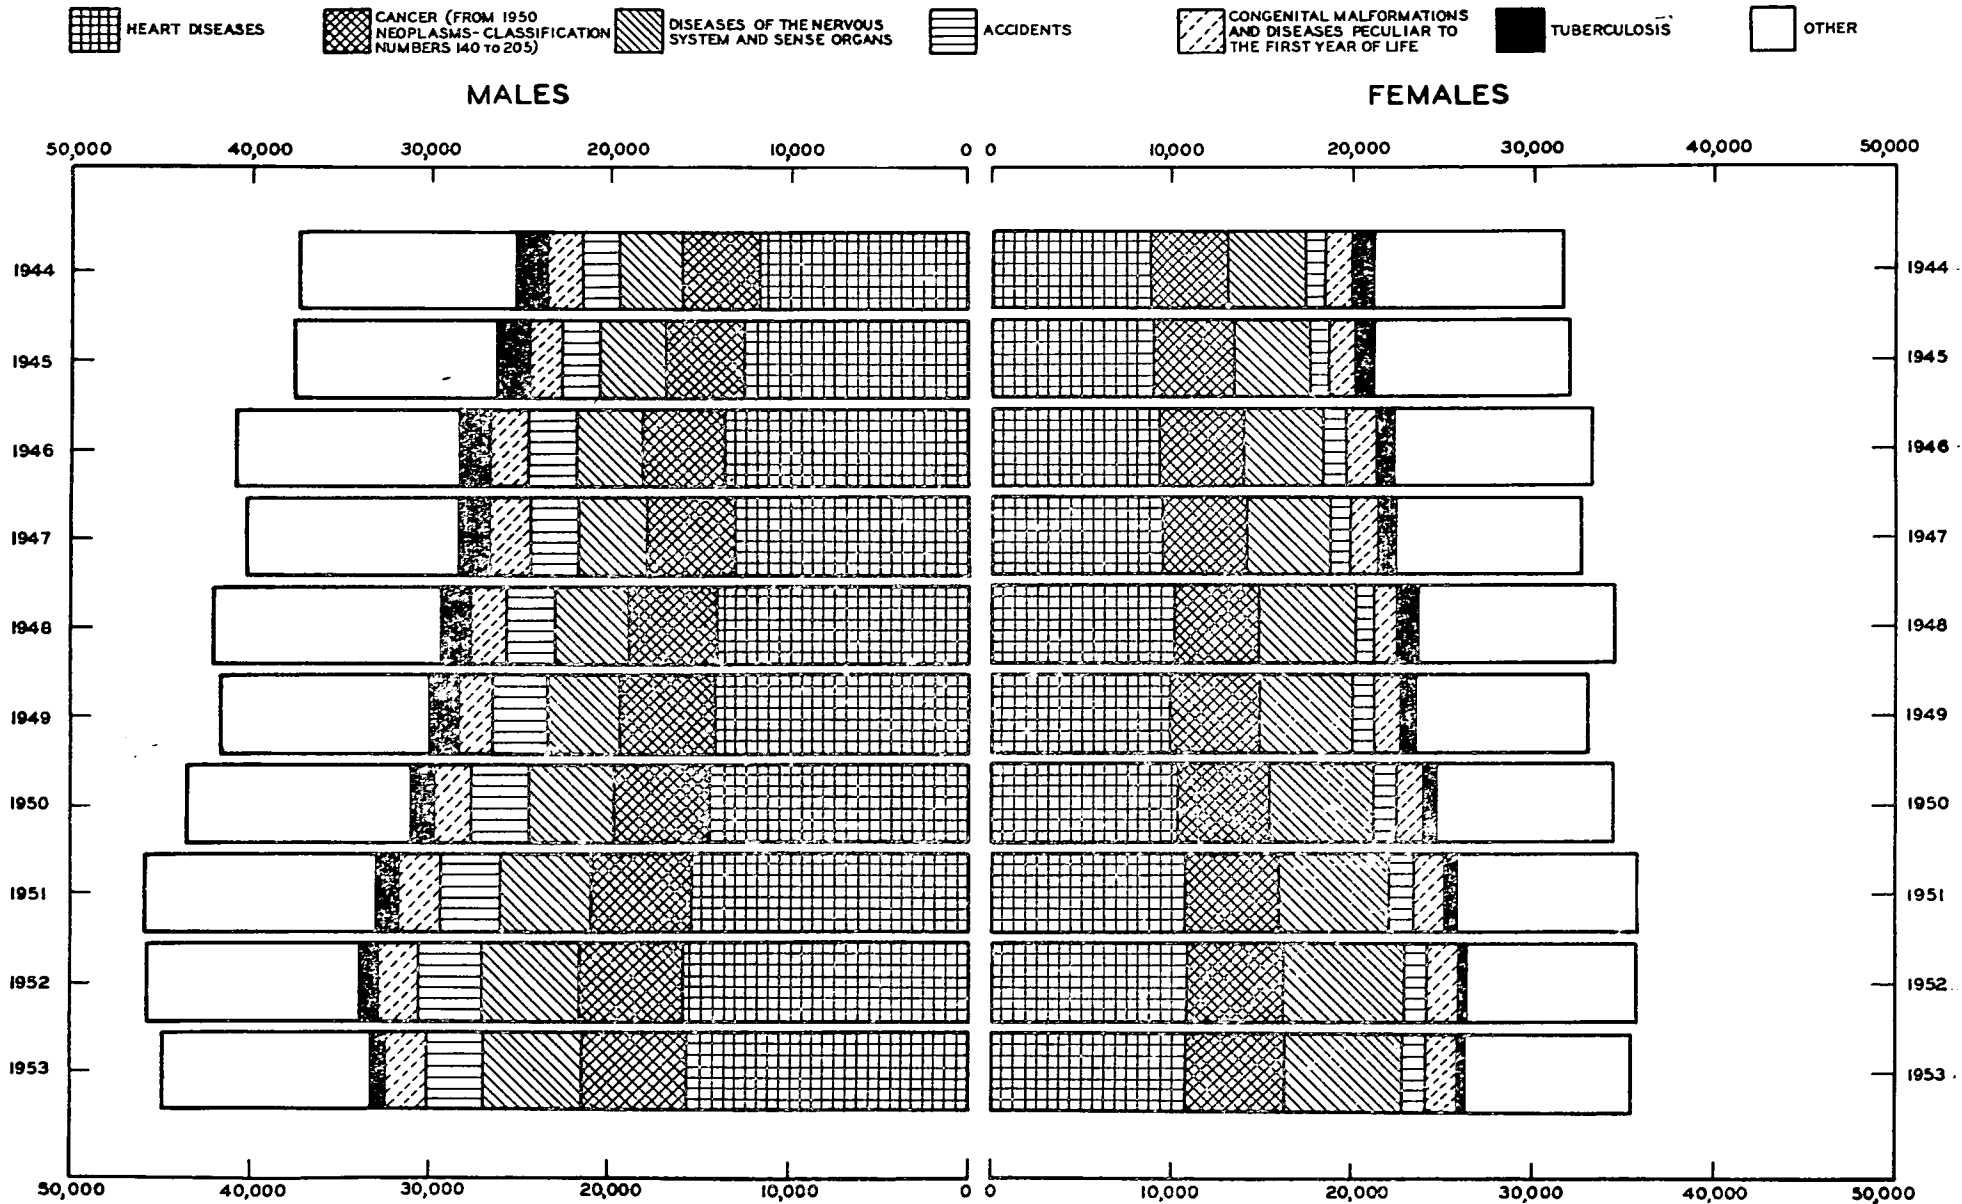 HEART DISEASES
CANCER (FROM 1950
NEOPLASMS-CLASSIFICATION
NUMBERS 140 TO 205)
DISEASES OF THE NERVOUS
SYSTEM AND SENSE ORGANS
ACCIDENTS
CONGENITAL MALFORMATIONS
AND DISEASES PECULIAR TO
THE FIRST YEAR OF LIFE
TUBERCULOSIS
OTHER
MALES
FEMALES
50,000 40,000 30,000 20,000 10,000 0 0 10,000 20,000 30,000 40,000 50,000
1944 1944
1945 1945
1946 1946
1947 1947
1948 1948
1949 1949
1950 1950
1951 1951
1952 1952
1953 1953
50,000 40,000 30,000 20,000 10,000 0 0 10,000 20,000 30,000 40,000 50,000